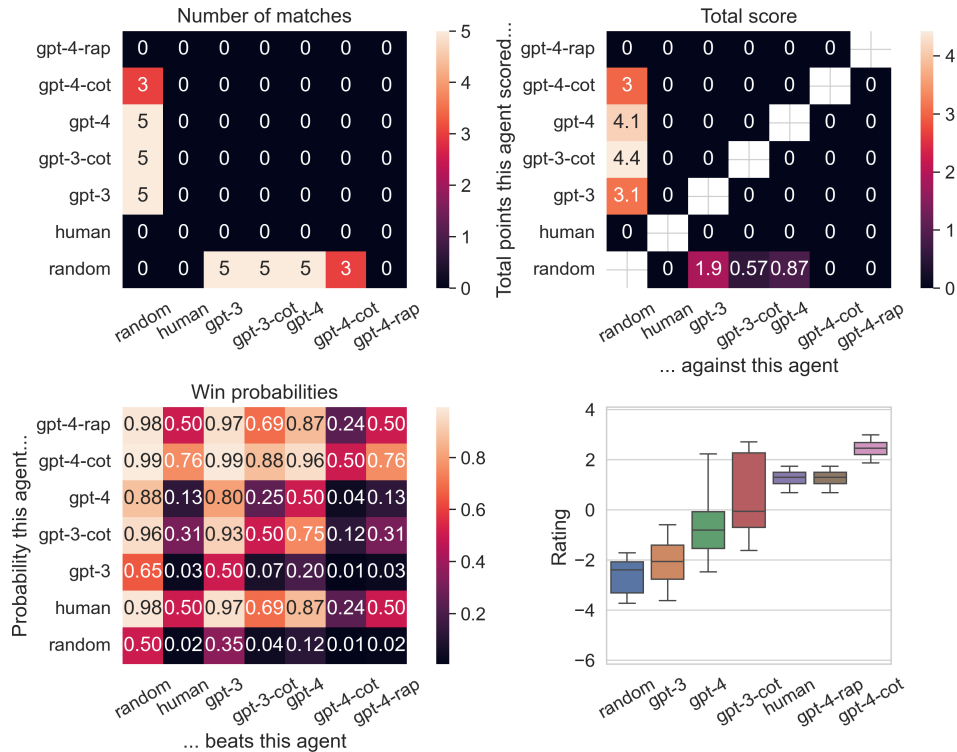 Number of matches
gpt-4-rap 0 0 0 0 0 0 0
gpt-4-cot 3 0 0 0 0 0 0
gpt-4 5 0 0 0 0 0 0
gpt-3-cot 5 0 0 0 0 0 0
gpt-3 5 0 0 0 0 0 0
human 0 0 0 0 0 0 0
random 0 0 5 5 5 3 0
random human gpt-3 gpt-3-cot gpt-4 gpt-4-cot gpt-4-rap
5
4
3
2
1
0
Total score
Total points this agent scored...
gpt-4-rap 0 0 0 0 0 0
gpt-4-cot 3 0 0 0 0 0
gpt-4 4.1 0 0 0 0 0
gpt-3-cot 4.4 0 0 0 0 0
gpt-3 3.1 0 0 0 0 0
human 0 0 0 0 0 0
random 0 1.9 0.57 0.87 0 0
random human gpt-3 gpt-3-cot gpt-4 gpt-4-cot gpt-4-rap
... against this agent
4
3
2
1
0
Win probabilities
Probability this agent...
gpt-4-rap 0.98 0.50 0.97 0.69 0.87 0.24 0.50
gpt-4-cot 0.99 0.76 0.99 0.88 0.96 0.50 0.76
gpt-4 0.88 0.13 0.80 0.25 0.50 0.04 0.13
gpt-3-cot 0.96 0.31 0.93 0.50 0.75 0.12 0.31
gpt-3 0.65 0.03 0.50 0.07 0.20 0.01 0.03
human 0.98 0.50 0.97 0.69 0.87 0.24 0.50
random 0.50 0.02 0.35 0.04 0.12 0.01 0.02
random human gpt-3 gpt-3-cot gpt-4 gpt-4-cot gpt-4-rap
... beats this agent
0.8
0.6
0.4
0.2
Rating
4
2
0
−2
−4
−6
random gpt-3 gpt-4 gpt-3-cot human gpt-4-rap gpt-4-cot